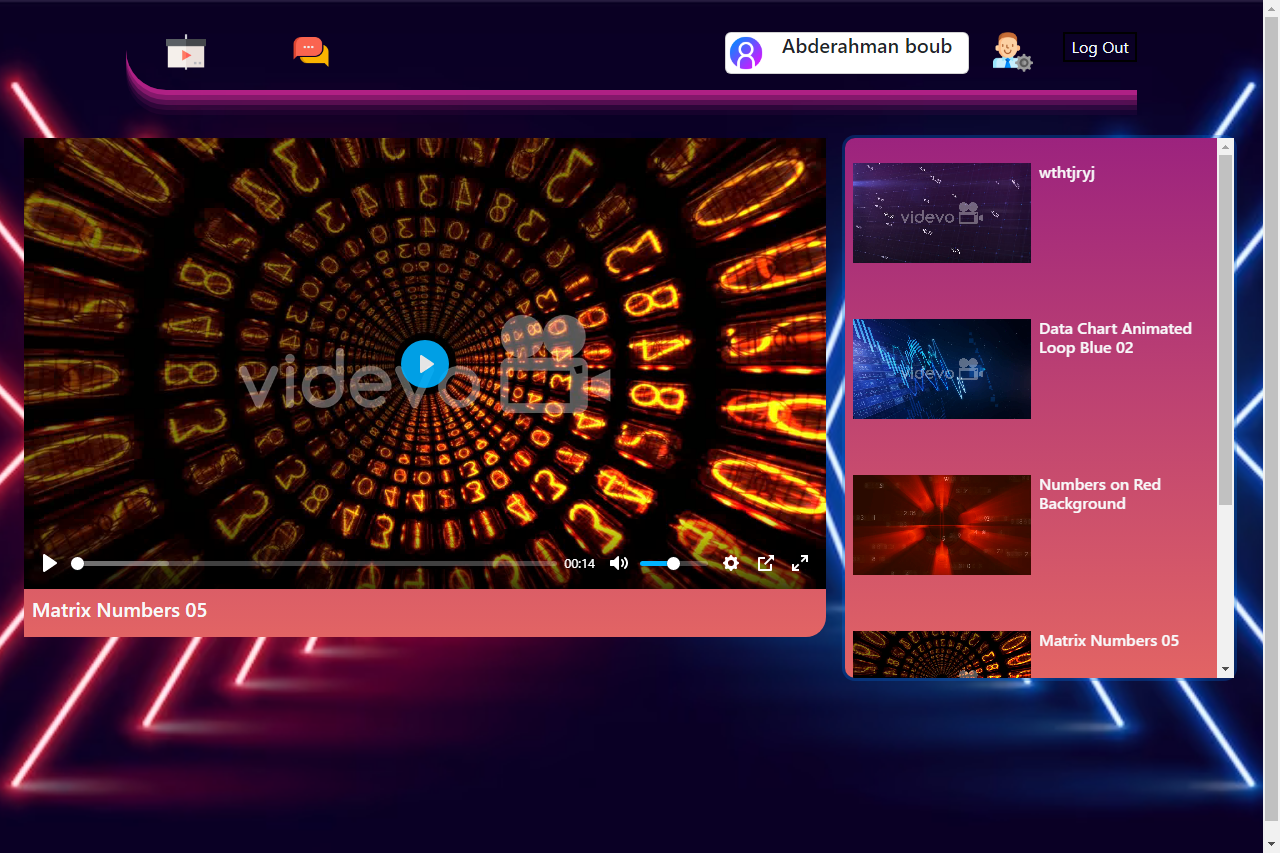 Abderahman boub
Log Out
videvo
00:14
Matrix Numbers 05
videvo
wthtjryj
videvo
Data Chart Animated
Loop Blue 02
Numbers on Red
Background
Matrix Numbers 05